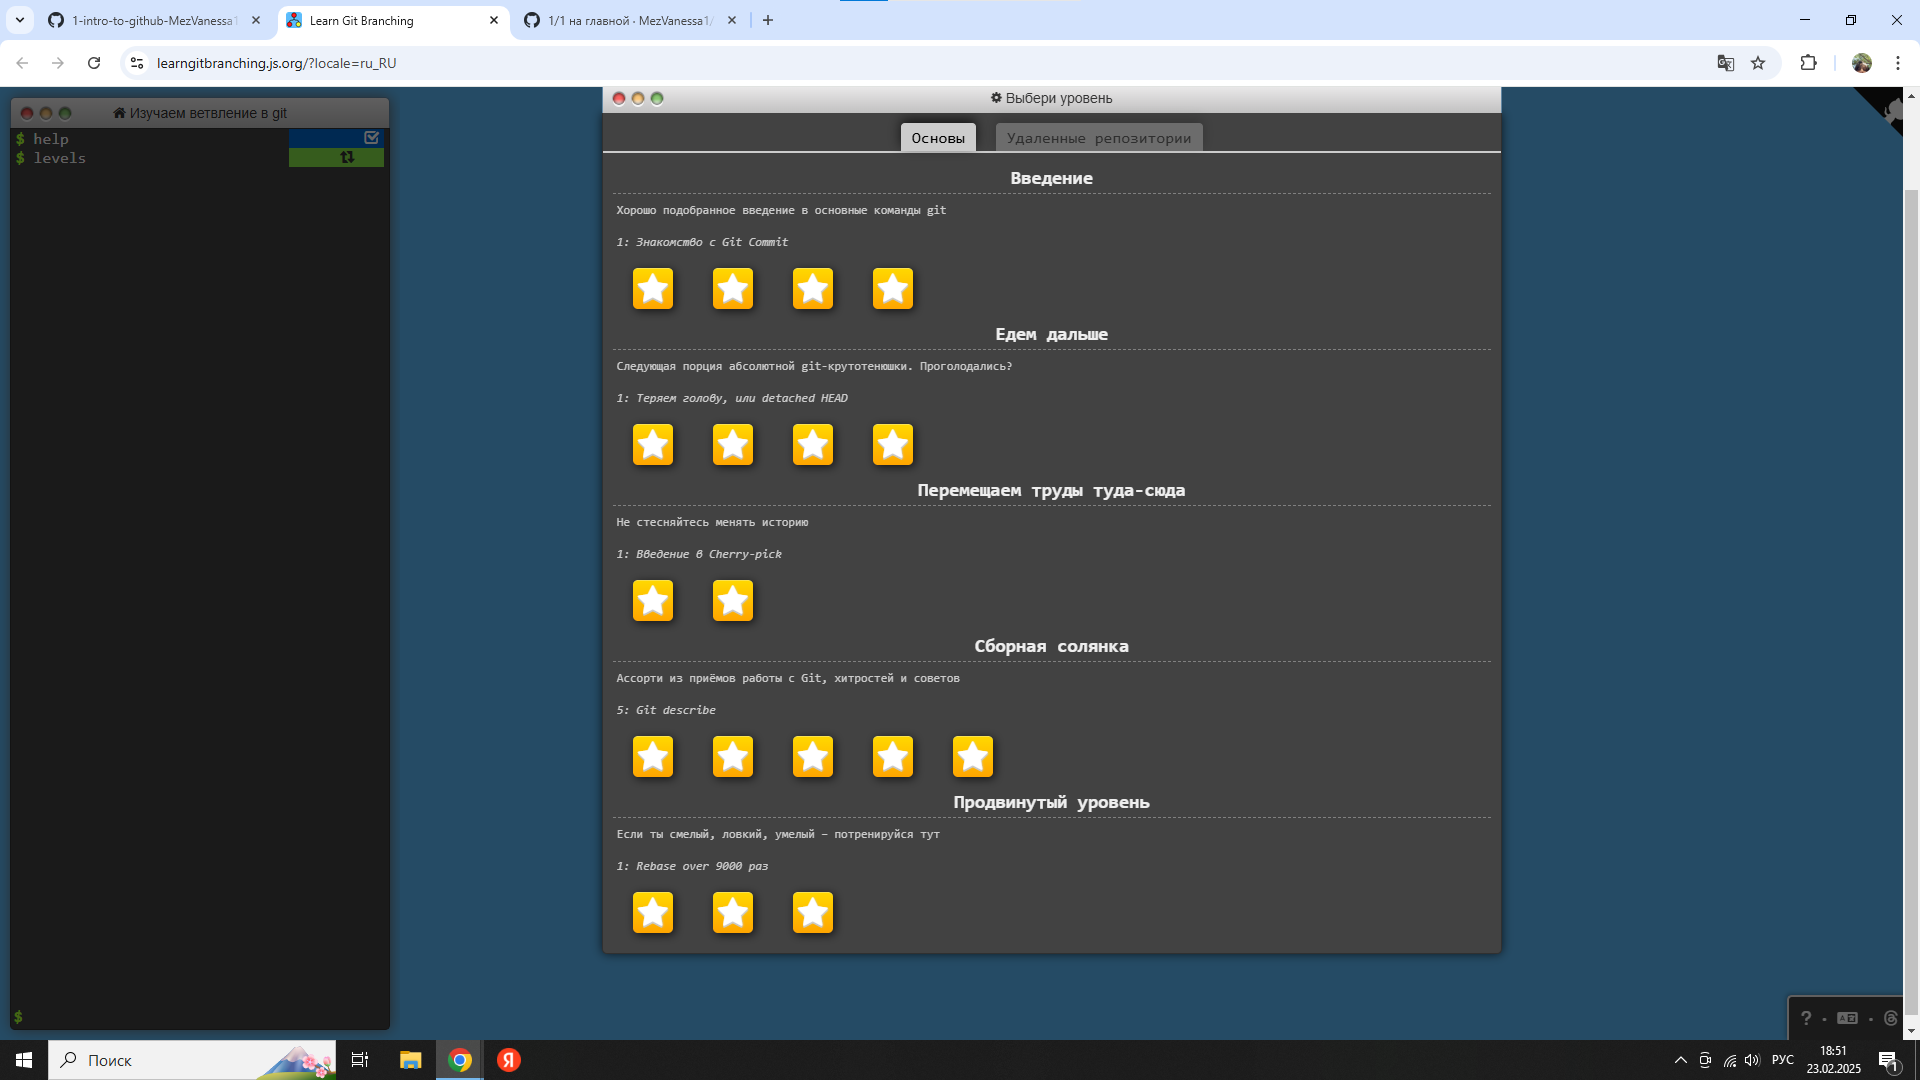 1-intro-to-github-MezVanessa1
Learn Git Branching
1/1 на главной · MezVanessa1/
learngitbranching.js.org/?locale=ru_RU
Изучаем ветвление в git
$ help
$ levels
$
Выбери уровень
Основы
Удаленные репозитории
Введение
Хорошо подобранное введение в основные команды git
1: Знакомство с Git Commit
Едем дальше
Следующая порция абсолютной git-крутотенюшки. Проголодались?
1: Теряем голову, или detached HEAD
Перемещаем труды туда-сюда
Не стесняйтесь менять историю
1: Введение в Cherry-pick
Сборная солянка
Ассорти из приёмов работы с Git, хитростей и советов
5: Git describe
Продвинутый уровень
Если ты смелый, ловкий, умелый – потренируйся тут
1: Rebase over 9000 раз
?
Поиск
Я
РУС
18:51
23.02.2025
1